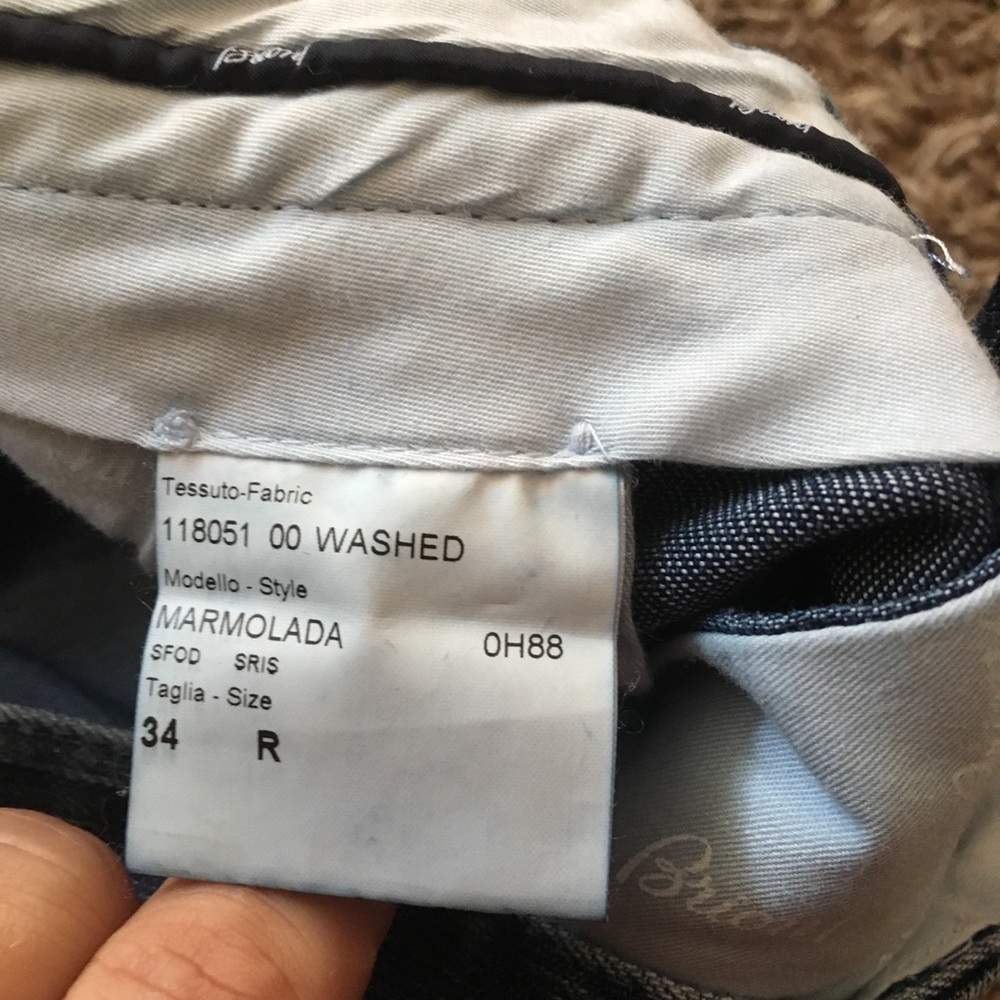 Tessuto-Fabric
118051 00 WASHED
Modello - Style
MARMOLADA 0H88
SFOD SRIS
Taglia - Size
34 R